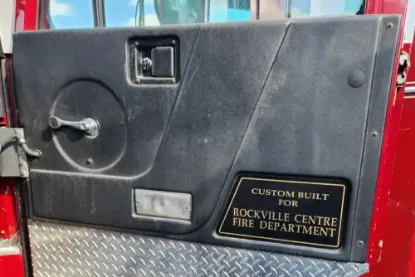 CUSTOM BUILT
FOR
ROCKVILLE CENTRE
FIRE DEPARTMENT